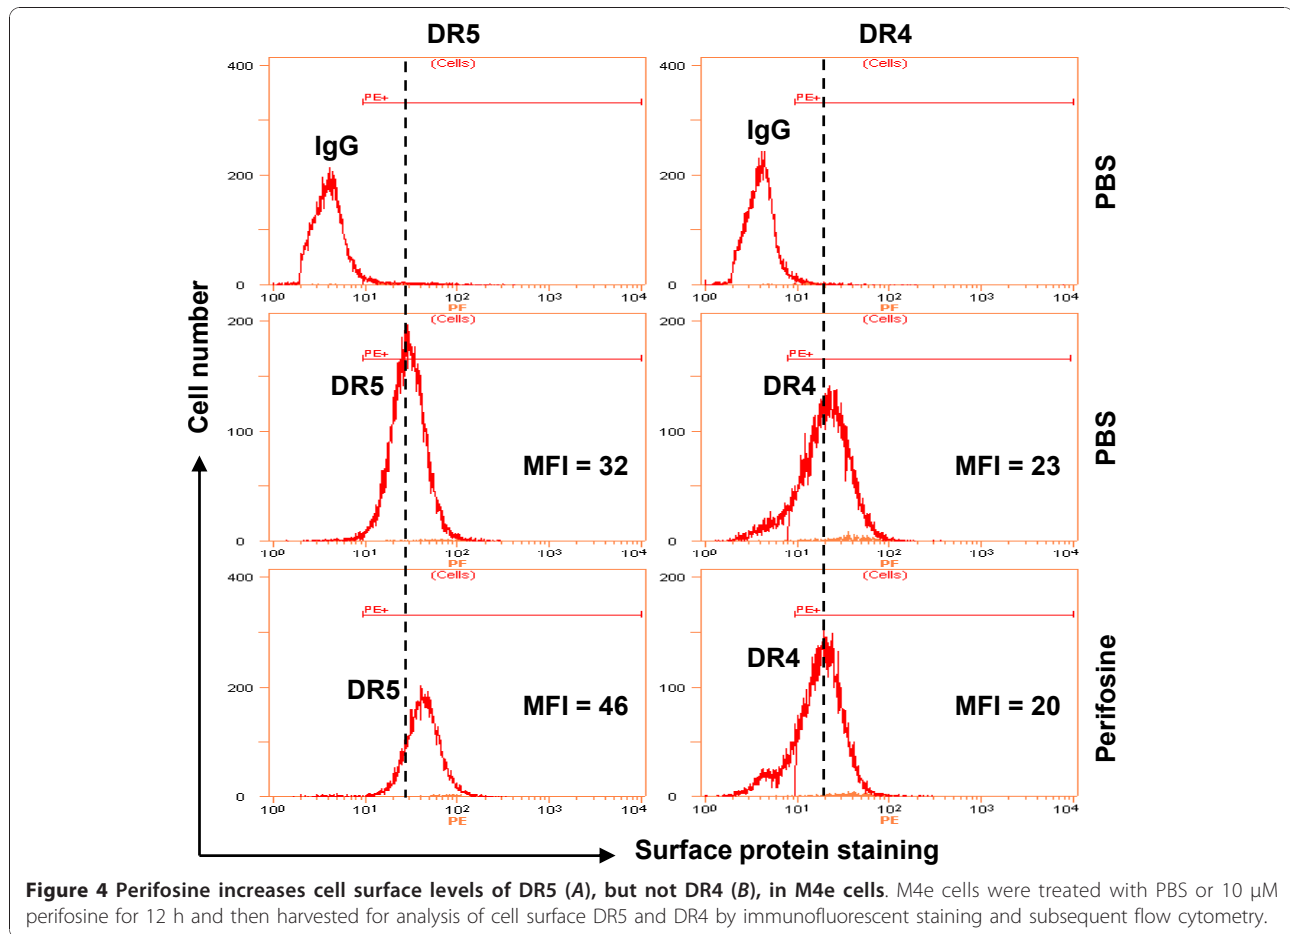 DR5
DR4
400
(Cells)
PE+
IgG
200
0
10⁰
10¹
10²
10³
10⁴
PE
400
(Cells)
PE+
IgG
200
0
10⁰
10¹
10²
10³
10⁴
PE
PBS
200
(Cells)
PE+
DR5
100
MFI = 32
0
10⁰
10¹
10²
10³
10⁴
PE
200
(Cells)
PE+
DR4
100
MFI = 23
0
10⁰
10¹
10²
10³
10⁴
PE
PBS
400
(Cells)
PE+
DR5
200
MFI = 46
0
10⁰
10¹
10²
10³
10⁴
PE
200
(Cells)
PE+
DR4
100
MFI = 20
0
10⁰
10¹
10²
10³
10⁴
PE
Perifosine
Cell number
Surface protein staining
Figure 4 Perifosine increases cell surface levels of DR5 (A), but not DR4 (B), in M4e cells. M4e cells were treated with PBS or 10 μM
perifosine for 12 h and then harvested for analysis of cell surface DR5 and DR4 by immunofluorescent staining and subsequent flow cytometry.